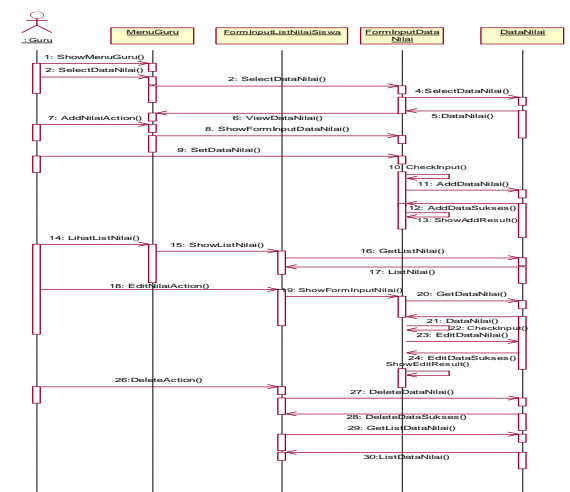 : Guru
MenuGuru
FormInputListNilaiSiswa
FormInputData
Nilai
DataNilai
1: ShowMenuGuru()
2: SelectDataNilai()
2: SelectDataNilai()
4:SelectDataNilai()
5:DataNilai()
6: ViewDataNilai()
7: AddNilaiAction()
8. ShowFormInputDataNilai()
9: SetDataNilai()
10: CheckInput()
11: AddDataNilai()
12: AddDataSukses()
13: ShowAddResult()
14: LihatListNilai()
15: ShowListNilai()
16: GetListNilai()
17: ListNilai()
18: EditNilaiAction()
19: ShowFormInputNilai()
20: GetDataNilai()
21: DataNilai()
22: CheckInput()
23: EditDataNilai()
24: EditDataSukses()
ShowEditResult()
26:DeleteAction()
27: DeleteDataNilai()
28: DeleteDataSukses()
29: GetListDataNilai()
30:ListDataNilai()